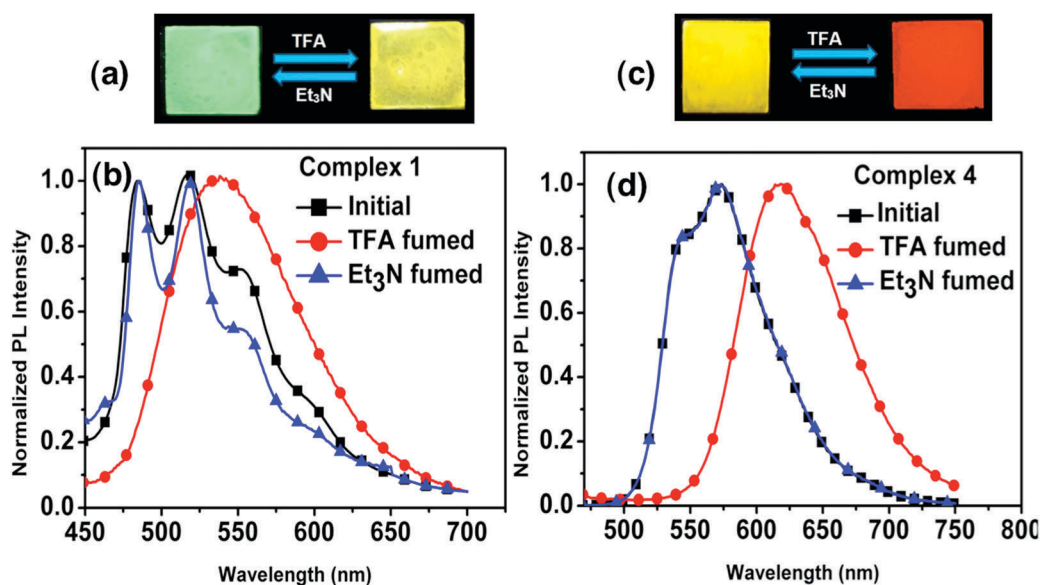 (a)
TFA
Et₃N
(c)
TFA
Et₃N
(b)
Complex 1
Initial
TFA fumed
Et₃N fumed
Normalized PL Intensity
1.0
0.8
0.6
0.4
0.2
0.0
450 500 550 600 650 700
Wavelength (nm)
(d)
Complex 4
Initial
TFA fumed
Et₃N fumed
Normalized PL Intensity
1.0
0.8
0.6
0.4
0.2
0.0
500 550 600 650 700 750 800
Wavelength (nm)